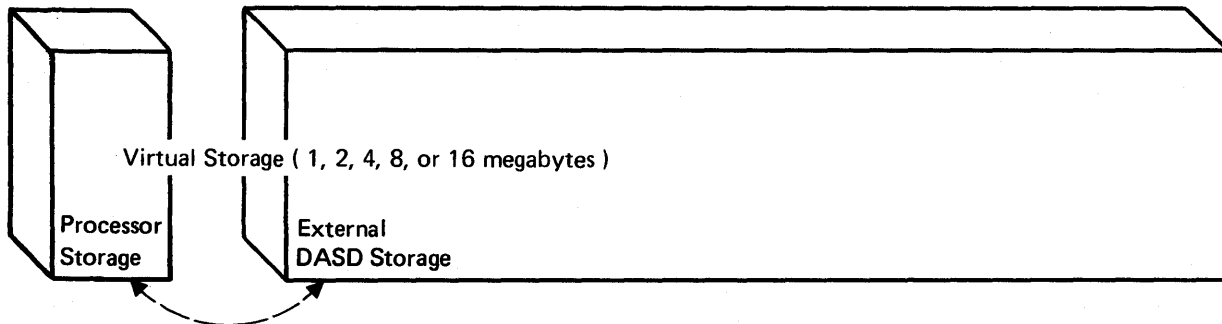 Virtual Storage ( 1, 2, 4, 8, or 16 megabytes )
Processor
Storage
External
DASD Storage